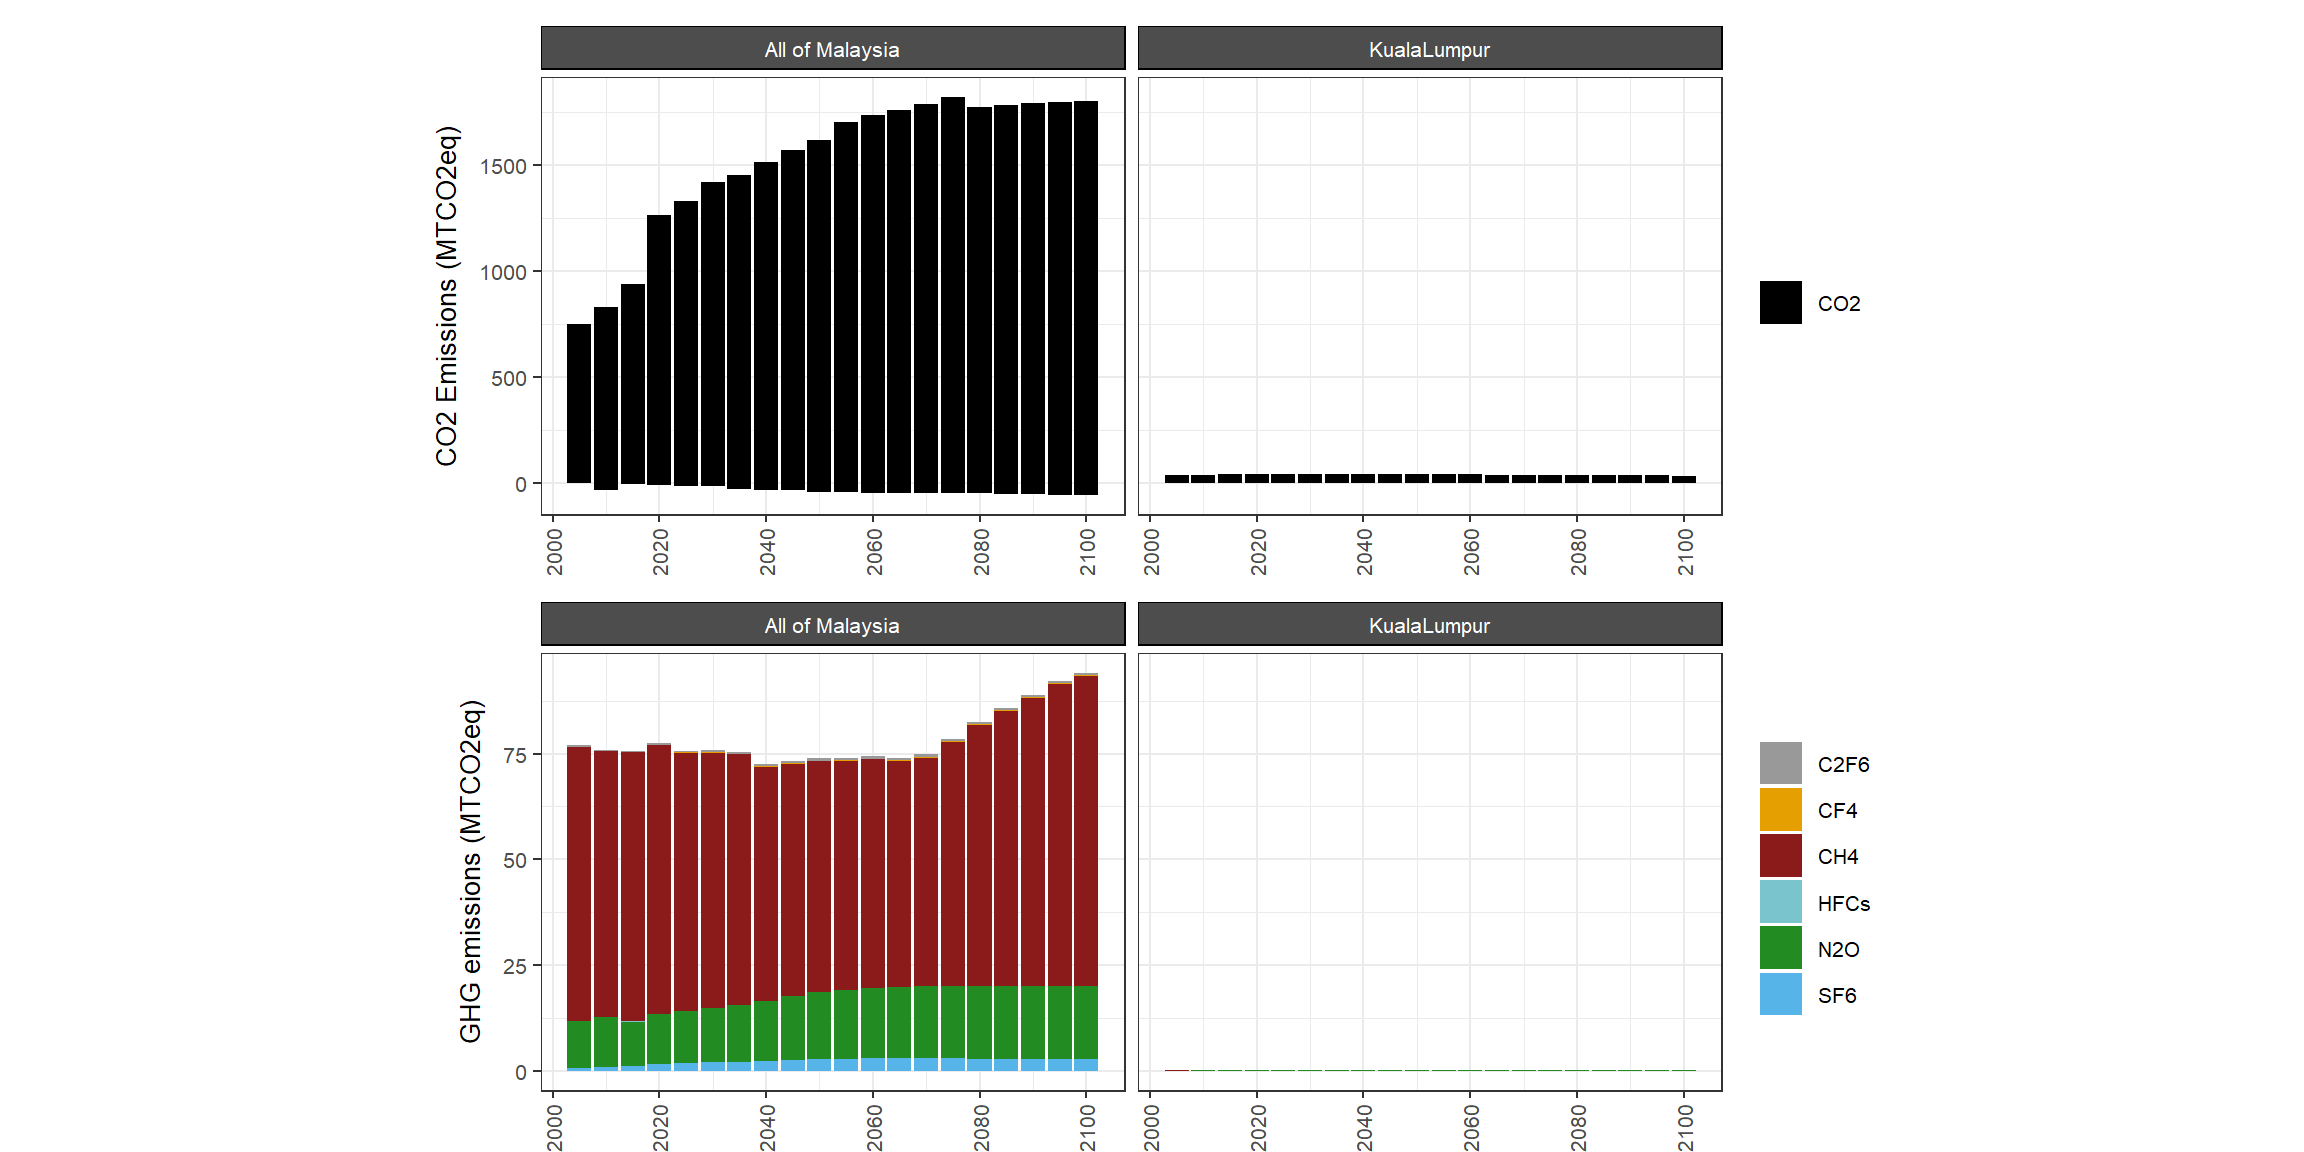 All of Malaysia
KualaLumpur
CO2 Emissions (MTCO2eq)
1500
1000
500
0
2000 2020 2040 2060 2080 2100
2000 2020 2040 2060 2080 2100
CO2
All of Malaysia
KualaLumpur
GHG emissions (MTCO2eq)
75
50
25
0
2000 2020 2040 2060 2080 2100
2000 2020 2040 2060 2080 2100
C2F6
CF4
CH4
HFCs
N2O
SF6